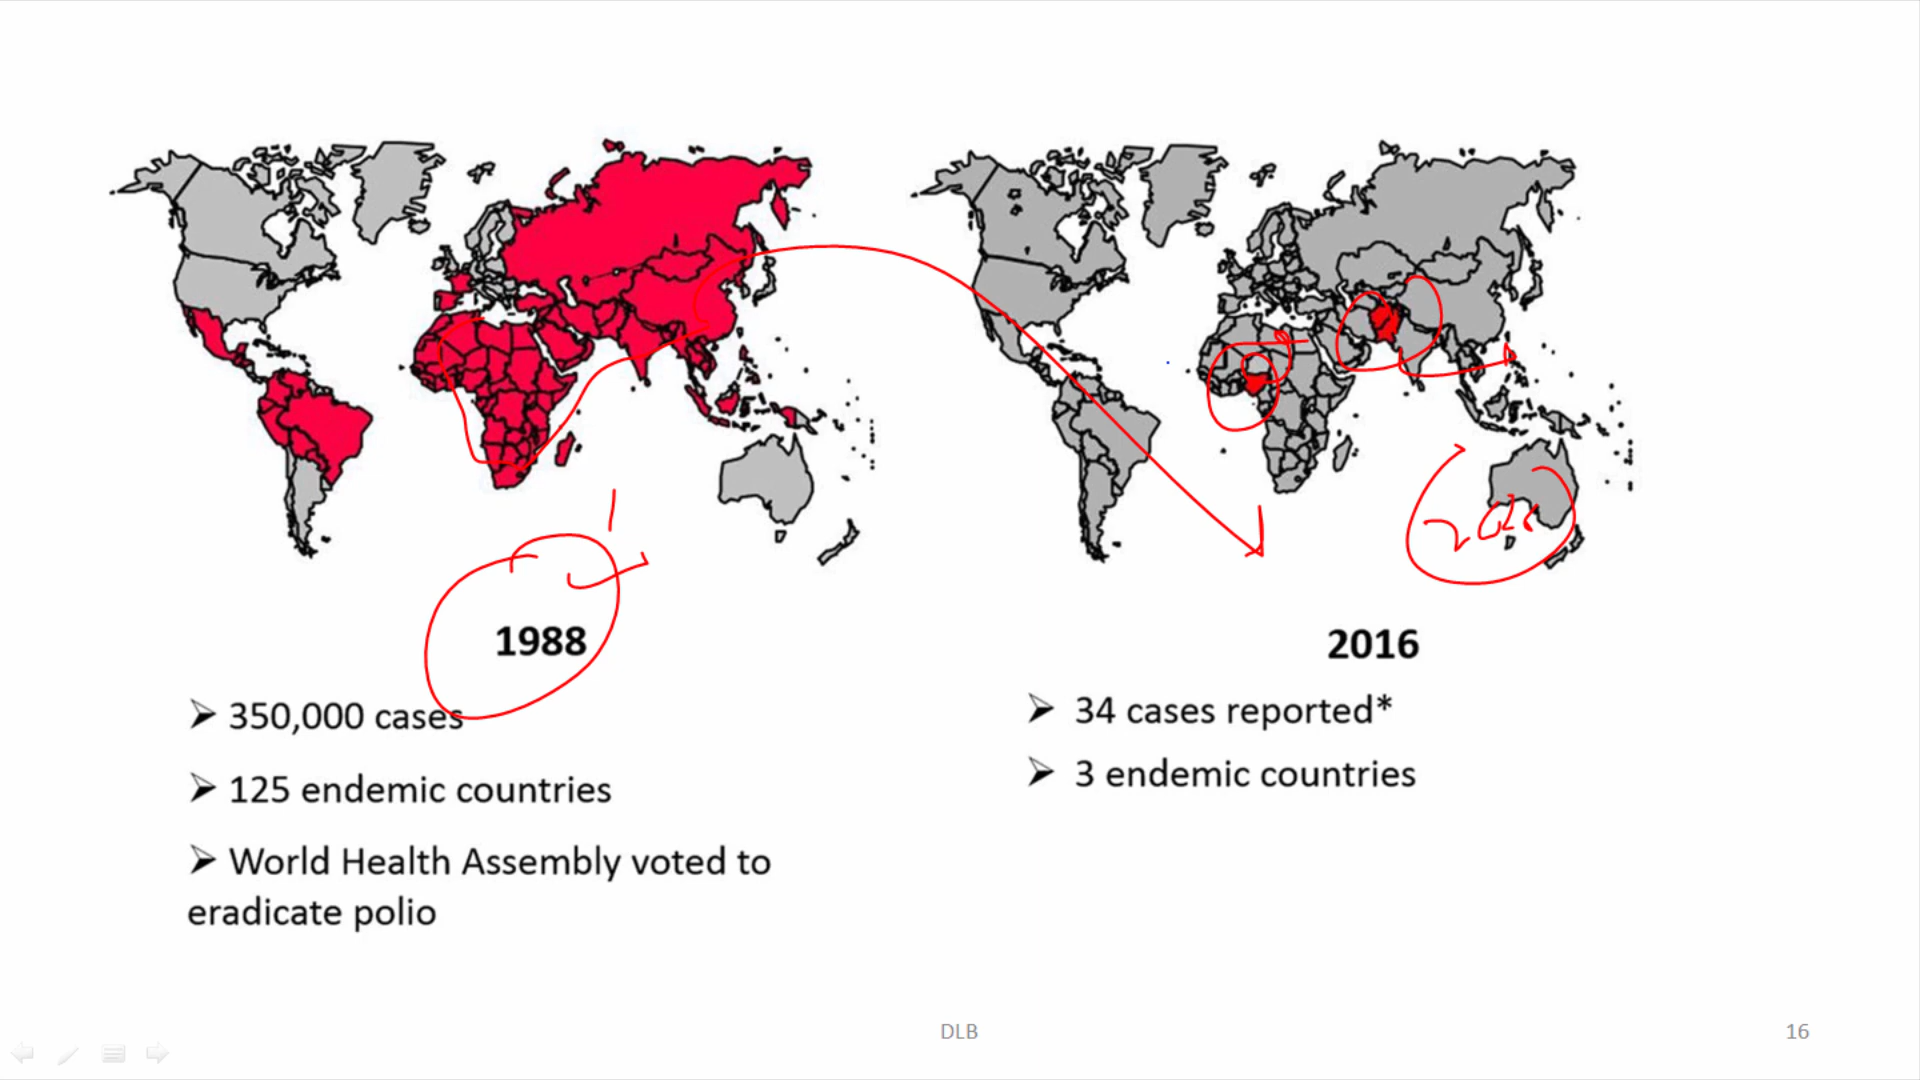 1988
➢ 350,000 cases
➢ 125 endemic countries
➢ World Health Assembly voted to
eradicate polio
2016
➢ 34 cases reported*
➢ 3 endemic countries
DLB
16